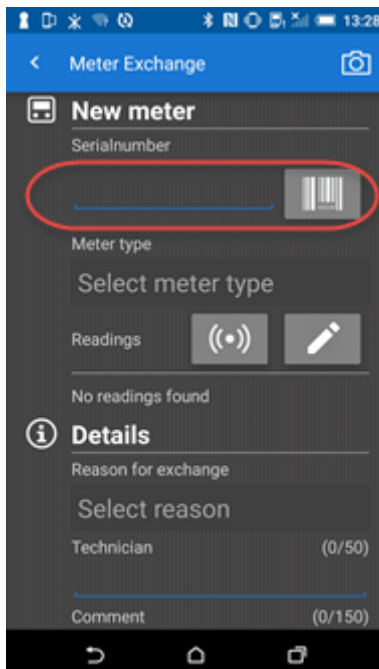 13:28
Meter Exchange
New meter
Serialnumber
Meter type
Select meter type
Readings
No readings found
Details
Reason for exchange
Select reason
Technician (0/50)
Comment (0/150)